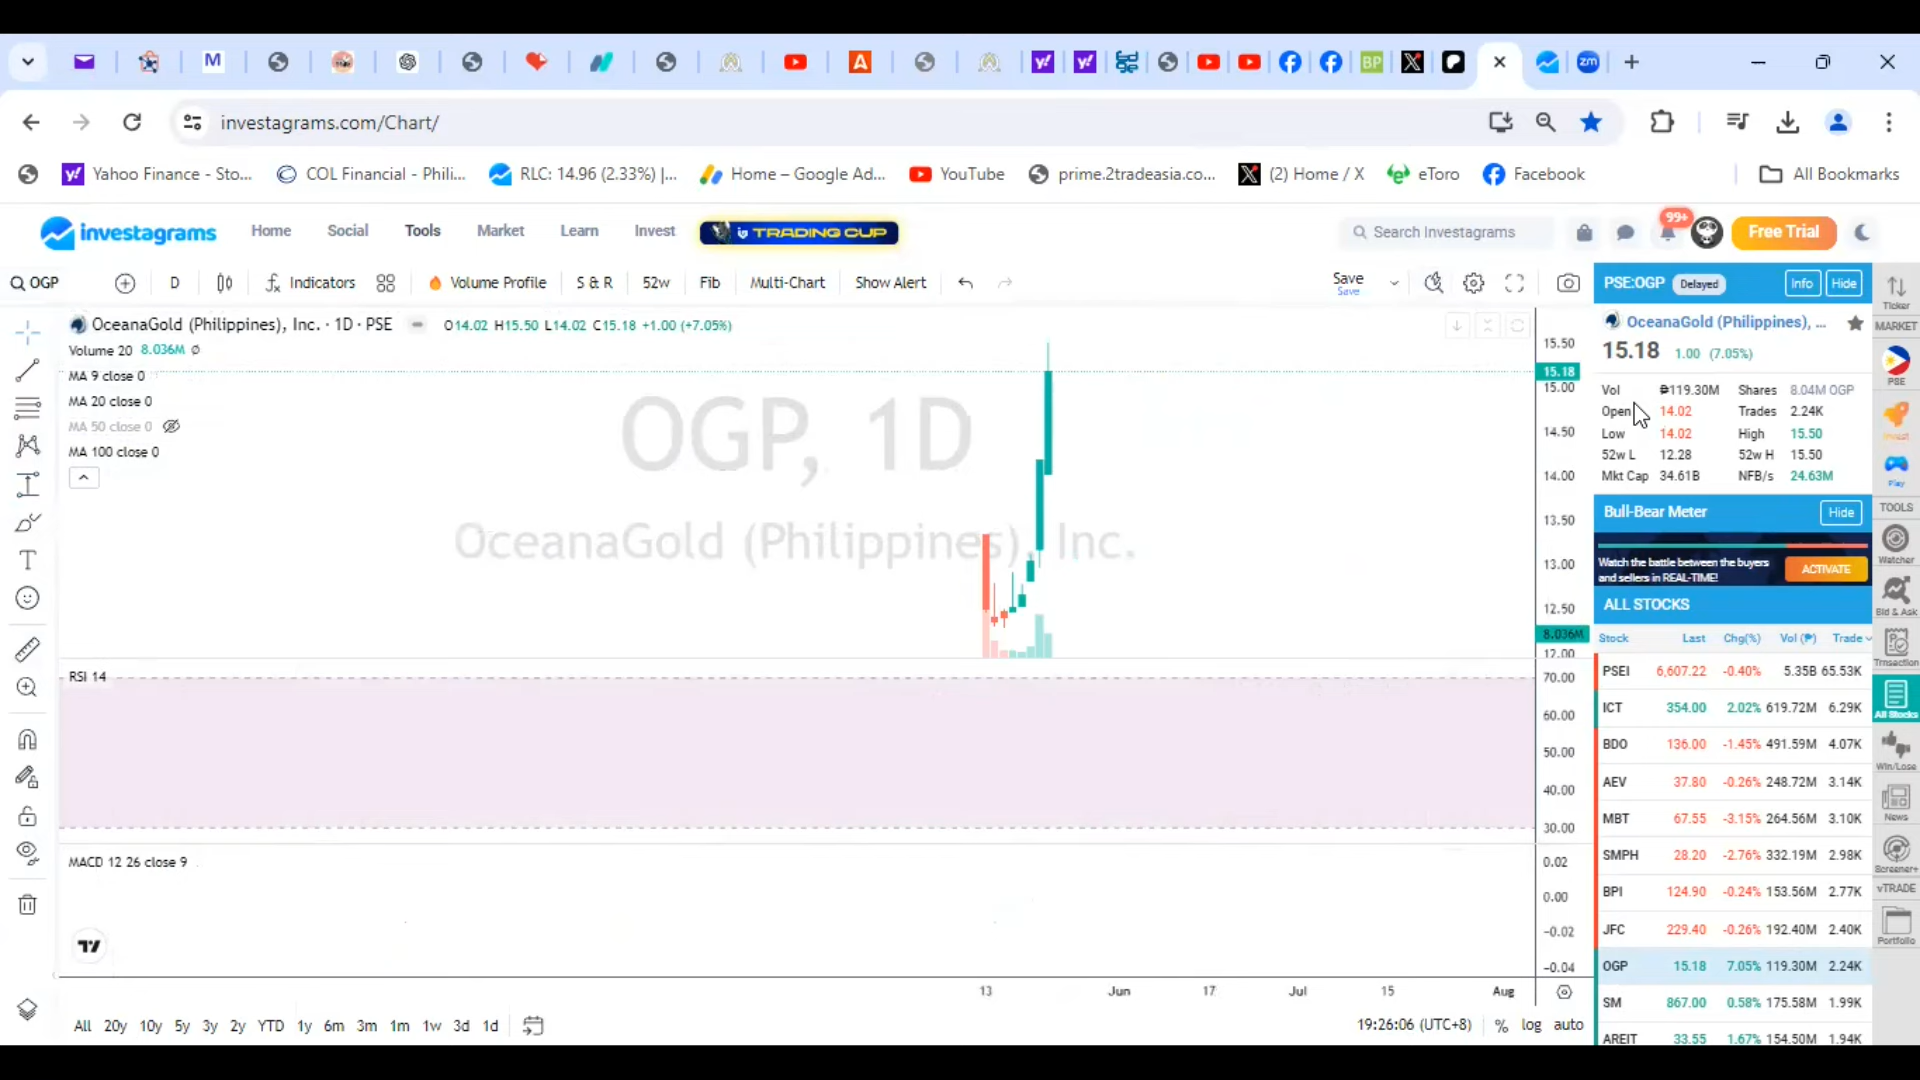 investagrams.com/Chart/
Yahoo Finance - Sto... COL Financial - Phili... RLC: 14.96 (2.33%) |... Home – Google Ad... YouTube prime.2tradeasia.co... (2) Home / X eToro Facebook All Bookmarks
investagrams Home Social Tools Market Learn Invest TRADING CUP Search Investagrams 99+ Free Trial
OGP D Indicators Volume Profile S & R 52w Fib Multi-Chart Show Alert Save
Save
OceanaGold (Philippines), Inc. · 1D · PSE O14.02 H15.50 L14.02 C15.18 +1.00 (+7.05%)
Volume 20 8.036M Ø
MA 9 close 0
MA 20 close 0
MA 50 close 0
MA 100 close 0
OGP, 1D
OceanaGold (Philippines), Inc.
15.50
15.18
15.00
14.50
14.00
13.50
13.00
12.50
8.036M
12.00
RSI 14
70.00
60.00
50.00
40.00
30.00
MACD 12 26 close 9
0.02
0.00
−0.02
−0.04
13 Jun 17 Jul 15 Aug
All 20y 10y 5y 3y 2y YTD 1y 6m 3m 1m 1w 3d 1d 19:26:06 (UTC+8) % log auto
PSE:OGP Delayed Info Hide
OceanaGold (Philippines), ...
15.18 1.00 (7.05%)
Vol ₱119.30M Shares 8.04M OGP
Open 14.02 Trades 2.24K
Low 14.02 High 15.50
52w L 12.28 52w H 15.50
Mkt Cap 34.61B NFB/s 24.63M
Bull-Bear Meter Hide
Watch the battle between the buyers
and sellers in REAL-TIME! ACTIVATE
ALL STOCKS
Stock Last Chg(%) Vol (₱) Trade
PSEI 6,607.22 -0.40% 5.35B 65.53K
ICT 354.00 2.02% 619.72M 6.29K
BDO 136.00 -1.45% 491.59M 4.07K
AEV 37.80 -0.26% 248.72M 3.14K
MBT 67.55 -3.15% 264.56M 3.10K
SMPH 28.20 -2.76% 332.19M 2.98K
BPI 124.90 -0.24% 153.56M 2.77K
JFC 229.40 -0.26% 192.40M 2.40K
OGP 15.18 7.05% 119.30M 2.24K
SM 867.00 0.58% 175.58M 1.99K
AREIT 33.55 1.67% 154.50M 1.94K
Ticker
MARKET
PSE
Invest
Play
TOOLS
Watcher
Bid & Ask
Trnsaction
All Stocks
Win/Lose
News
Screener+
vTRADE
Portfolio